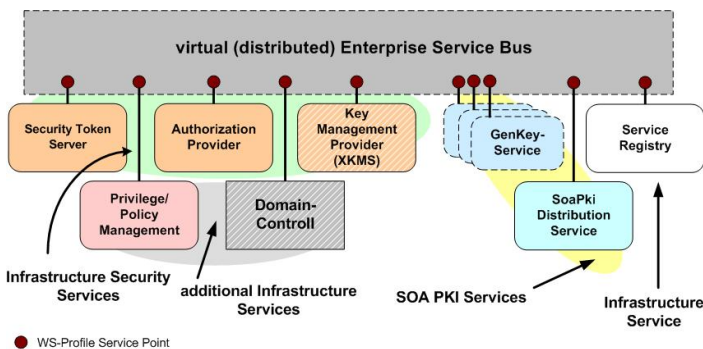 virtual (distributed) Enterprise Service Bus
Security Token
Server
Authorization
Provider
Key
Management
Provider
(XKMS)
GenKey-
Service
Service
Registry
Privilege/
Policy
Management
Domain-
Controll
SoaPki
Distribution
Service
Infrastructure Security
Services
additional Infrastructure
Services
SOA PKI Services
Infrastructure
Service
WS-Profile Service Point